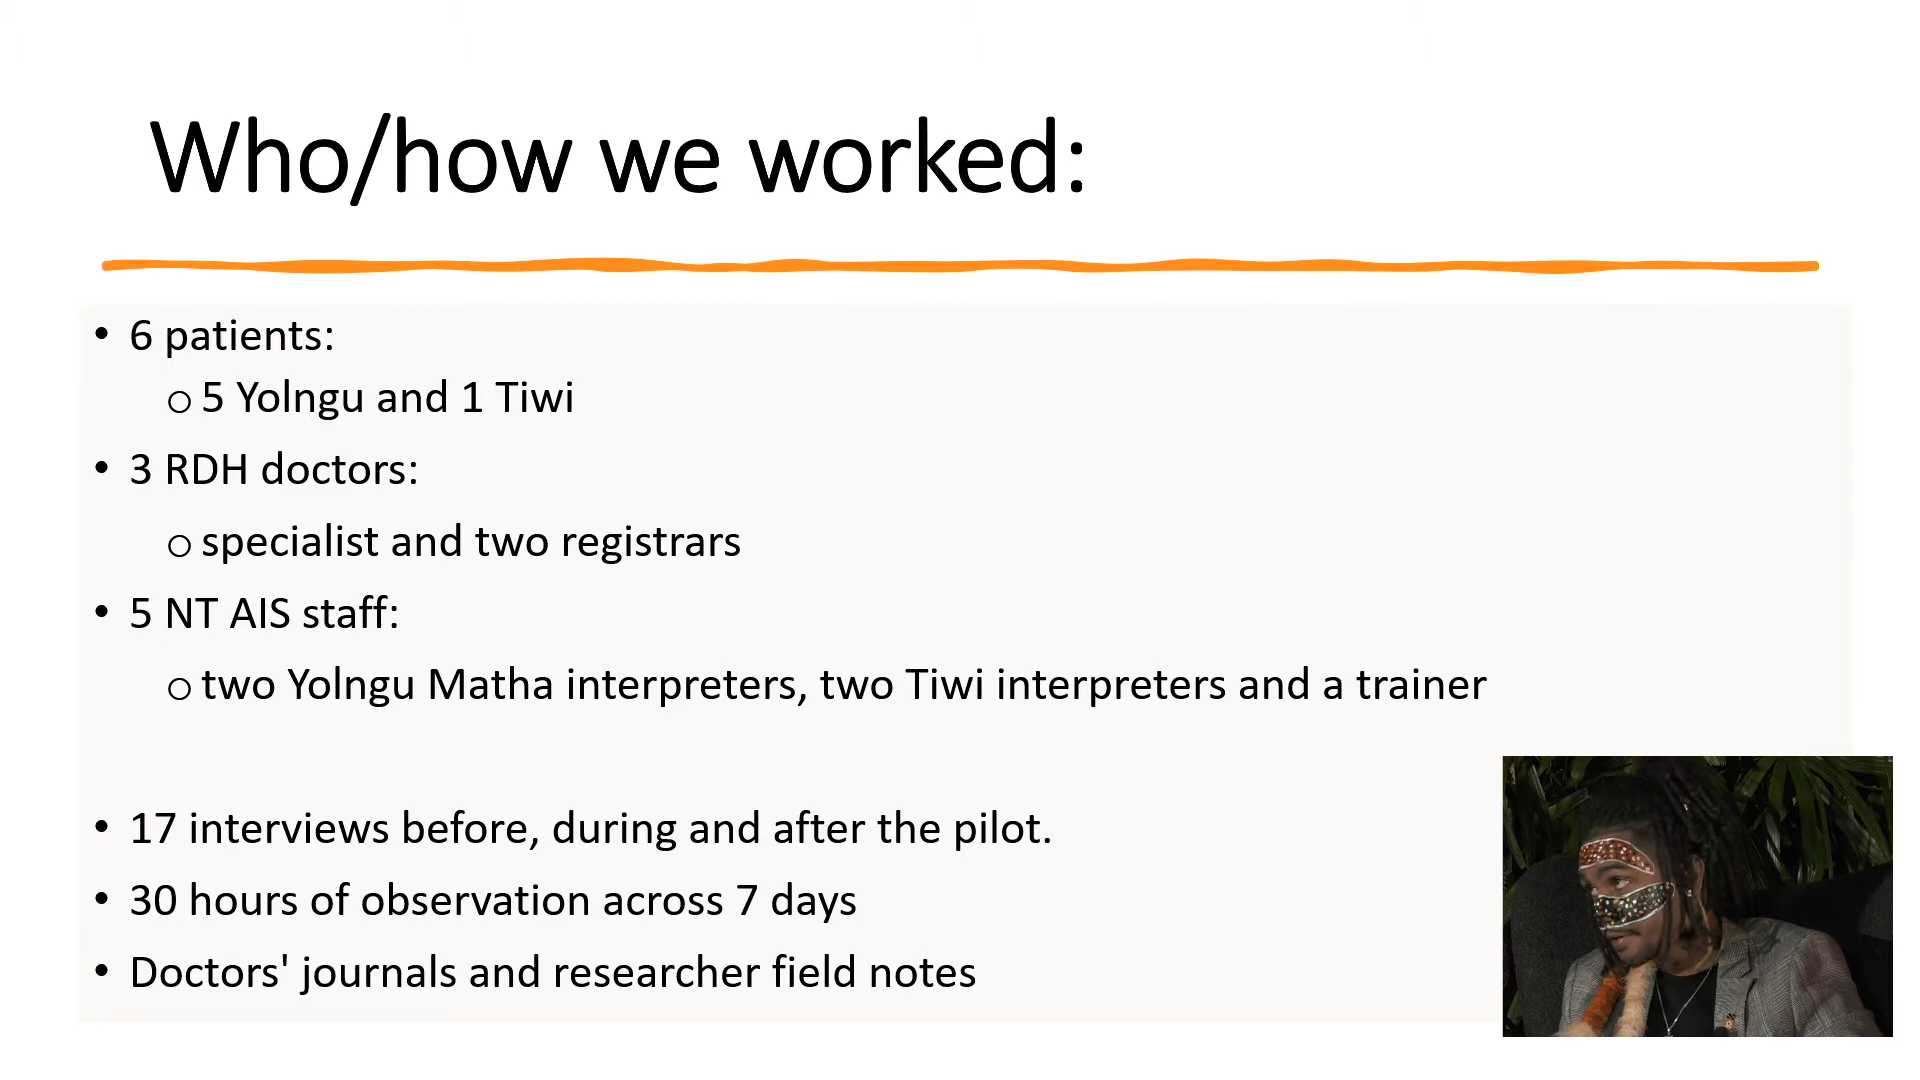 Who/how we worked:
• 6 patients:
o 5 Yolngu and 1 Tiwi
• 3 RDH doctors:
o specialist and two registrars
• 5 NT AIS staff:
o two Yolngu Matha interpreters, two Tiwi interpreters and a trainer
• 17 interviews before, during and after the pilot.
• 30 hours of observation across 7 days
• Doctors' journals and researcher field notes